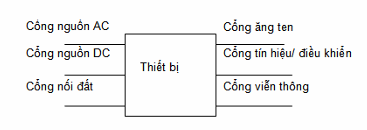 Cổng nguồn AC
Cổng nguồn DC
Cổng nối đất
Thiết bị
Cổng ăng ten
Cổng tín hiệu/ điều khiển
Cổng viễn thông